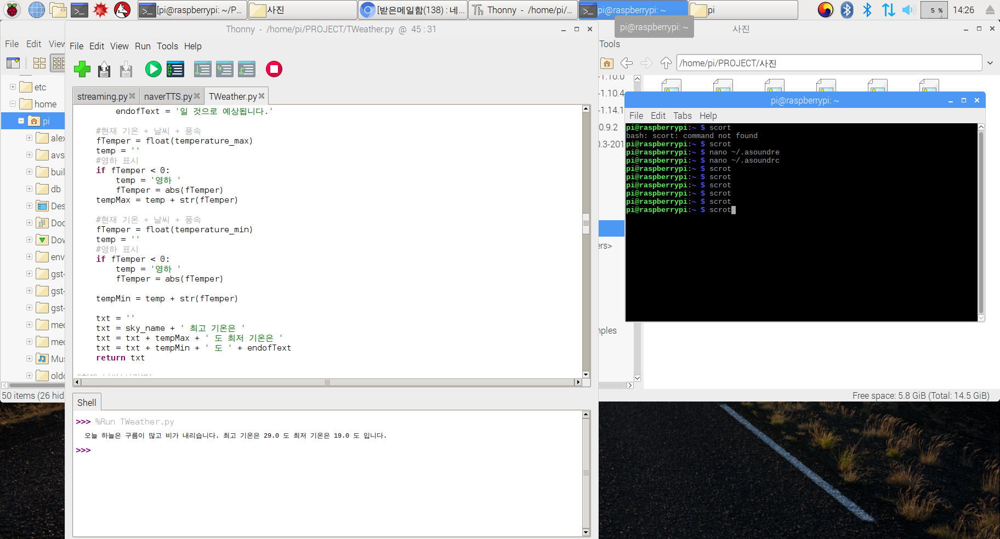 [pi@raspberrypi: ~/P...
사진
[받은메일함(138) : 네...
Thonny - /home/pi/...
pi@raspberrypi: ~
pi
5 %
14:26
pi@raspberrypi: ~
Thonny - /home/pi/PROJECT/TWeather.py @ 45 : 31
File Edit View Run Tools Help
streaming.py
naverTTS.py
TWeather.py
endofText = '일 것으로 예상됩니다.'
#현재 기온 + 날씨 + 풍속
fTemper = float(temperature_max)
temp = ''
#영하 표시
if fTemper < 0:
temp = '영하 '
fTemper = abs(fTemper)
tempMax = temp + str(fTemper)
#현재 기온 + 날씨 + 풍속
fTemper = float(temperature_min)
temp = ''
#영하 표시
if fTemper < 0:
temp = '영하 '
fTemper = abs(fTemper)
tempMin = temp + str(fTemper)
txt = ''
txt = sky_name + ' 최고 기온은 '
txt = txt + tempMax + ' 도 최저 기온은 '
txt = txt + tempMin + ' 도 ' + endofText
return txt
Shell
>>> %Run TWeather.py
오늘 하늘은 구름이 많고 비가 내리습니다. 최고 기온은 29.0 도 최저 기온은 19.0 도 입니다.
>>>
File Edit View
etc
home
pi
alex
avs
buil
db
Des
Doc
Dow
env
gst-
gst-
gst-
med
med
Mus
oldc
50 items (26 hid
사진
Tools
/home/pi/PROJECT/사진
-1.10.0
-1.10.4
-1.14.1
0.9.2
0.3-201
ers>
mples
Free space: 5.8 GiB (Total: 14.5 GiB)
pi@raspberrypi: ~
File Edit Tabs Help
pi@raspberrypi:~ $ scort
bash: scort: command not found
pi@raspberrypi:~ $ scrot
pi@raspberrypi:~ $ nano ~/.asoundre
pi@raspberrypi:~ $ nano ~/.asoundrc
pi@raspberrypi:~ $ scrot
pi@raspberrypi:~ $ scrot
pi@raspberrypi:~ $ scrot
pi@raspberrypi:~ $ scrot
pi@raspberrypi:~ $ scrot
pi@raspberrypi:~ $ scrot